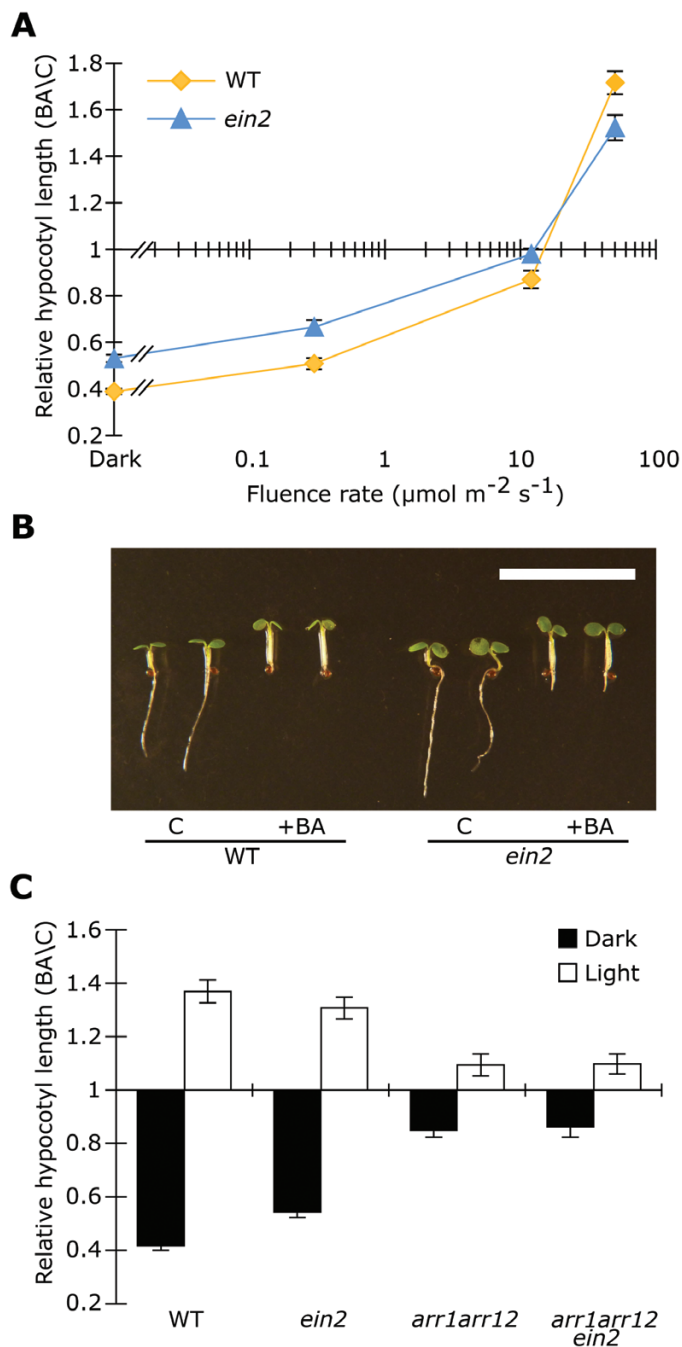 A
Relative hypocotyl length (BA\C)
1.8
1.6
1.4
1.2
1
0.8
0.6
0.4
0.2
WT
ein2
Dark 0.1 1 10 100
Fluence rate (µmol m⁻² s⁻¹)
B
C +BA C +BA
WT ein2
C
Relative hypocotyl length (BA\C)
1.6
1.4
1.2
1
0.8
0.6
0.4
0.2
Dark
Light
WT ein2 arr1arr12 arr1arr12
ein2